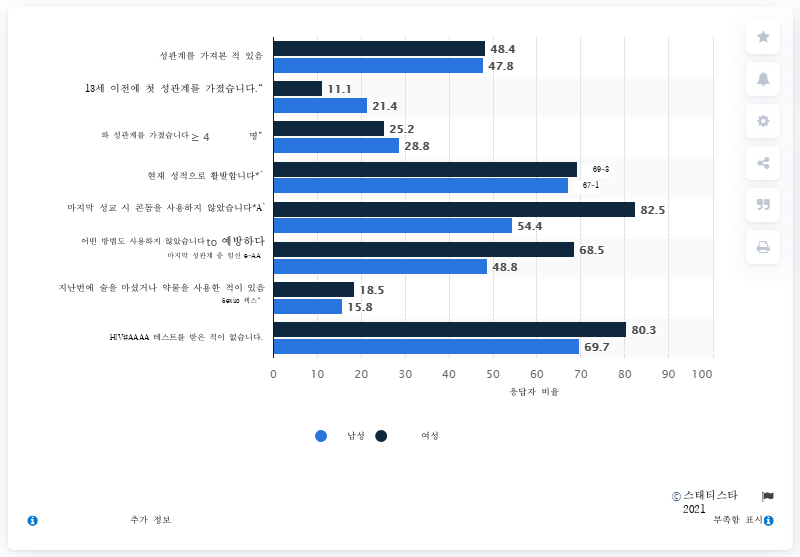 성관계를 가져본 적 있음
48.4
47.8
13세 이전에 첫 성관계를 가졌습니다.“
11.1
21.4
와 성관계를 가졌습니다 ≥ 4 명"
25.2
28.8
현재 성적으로 활발합니다*ˆ
69-3
67-1
마지막 성교 시 콘돔을 사용하지 않았습니다*Aˆ
82.5
54.4
어떤 방법도 사용하지 않았습니다 to 예방하다
마지막 성관계 중 임신 e-AA.
68.5
48.8
지난번에 술을 마셨거나 약물을 사용한 적이 있음
섹스“
18.5
15.8
HIV#AAAA 테스트를 받은 적이 없습니다.
80.3
69.7
0 10 20 30 40 50 60 70 80 90 100
응답자 비율
남성 여성
© 스태티스타
2021
추가 정보
부족함 표시